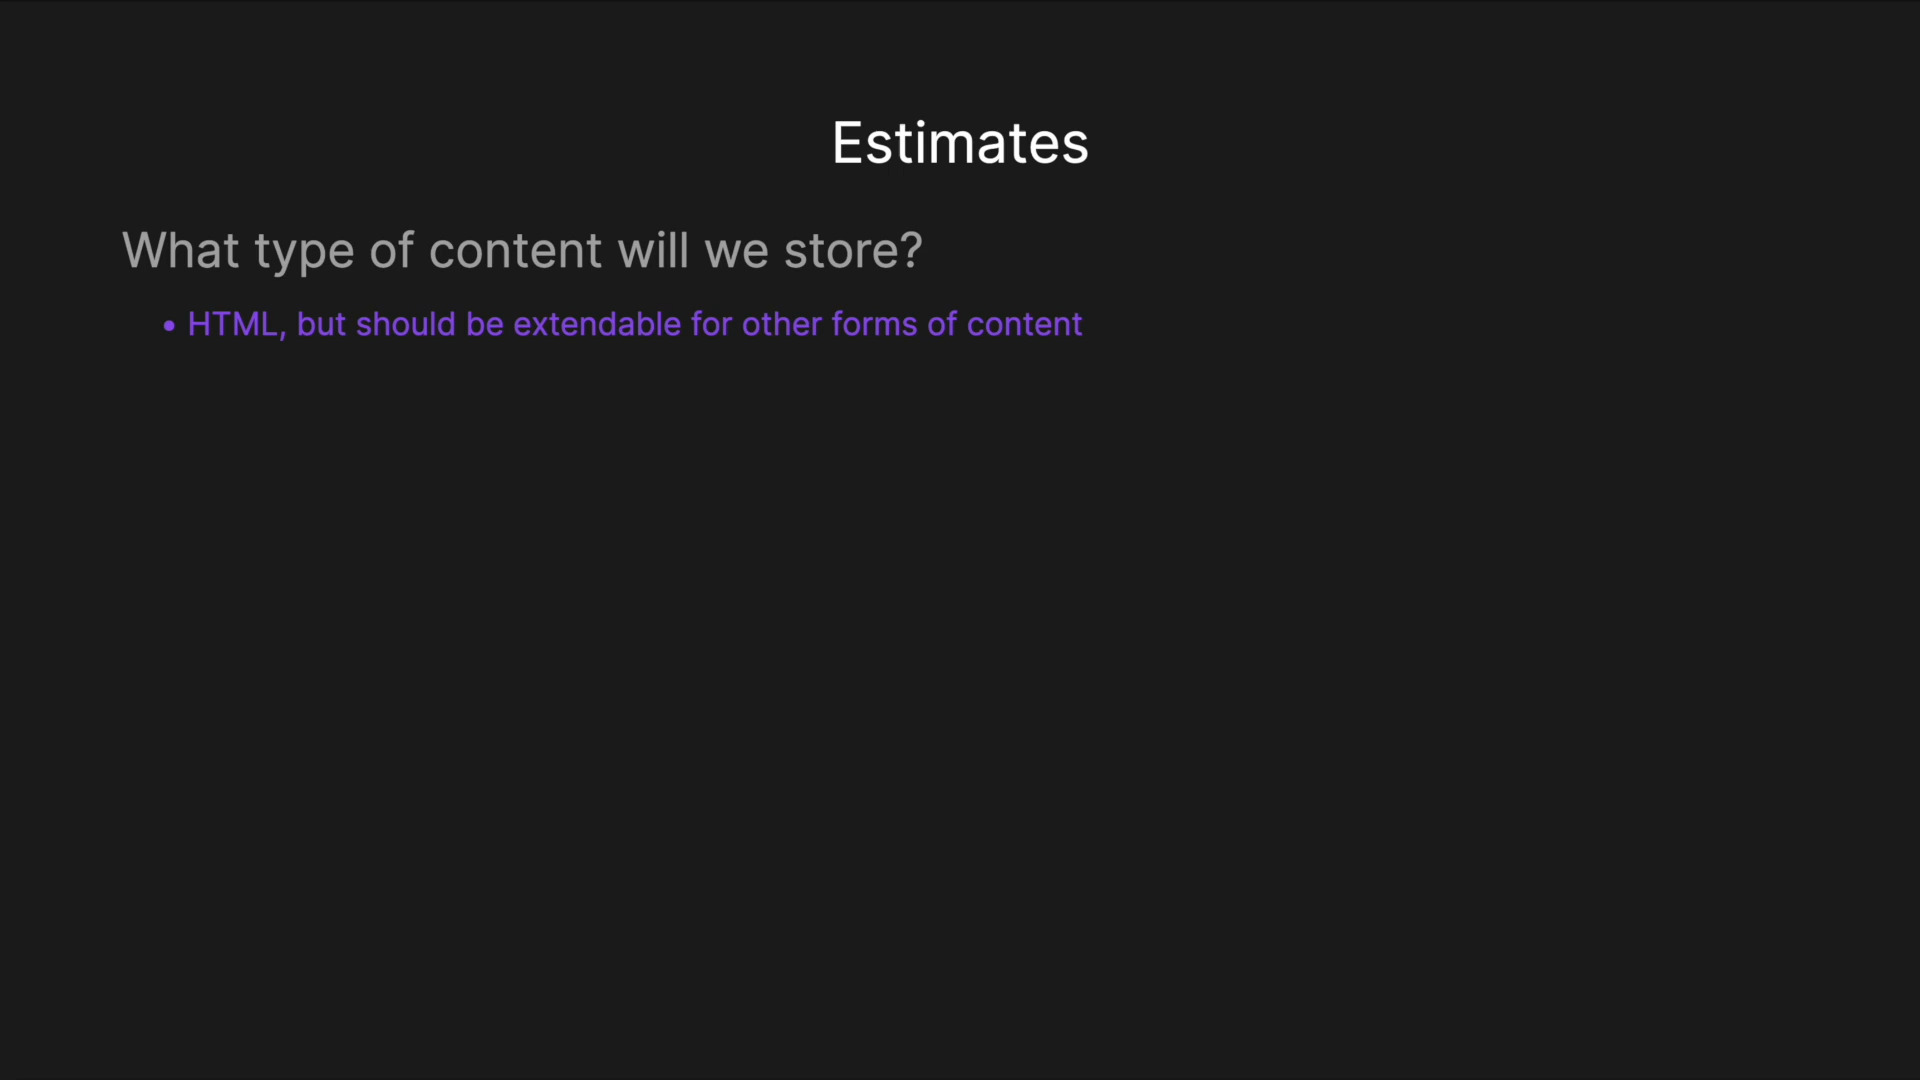 Estimates
What type of content will we store?
• HTML, but should be extendable for other forms of content